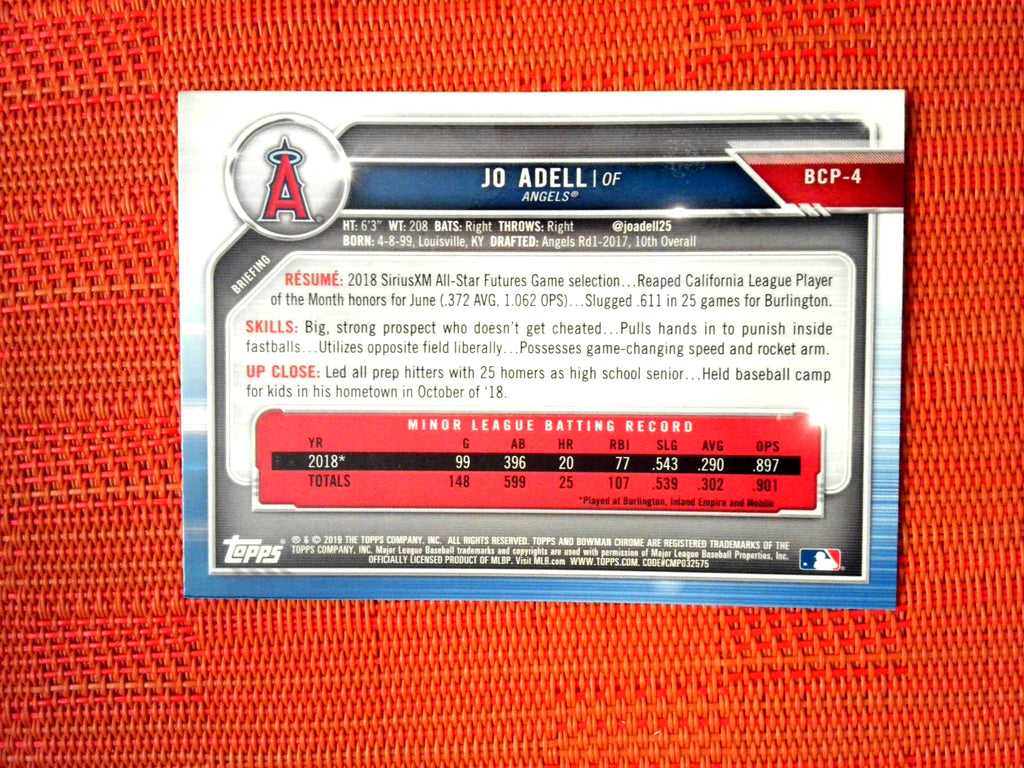 A
JO ADELL | OF
ANGELS®
BCP-4
HT: 6'3" WT: 208 BATS: Right THROWS: Right @joadell25
BORN: 4-8-99, Louisville, KY DRAFTED: Angels Rd1-2017, 10th Overall
BRIEFING
RÉSUMÉ: 2018 SiriusXM All-Star Futures Game selection...Reaped California League Player
of the Month honors for June (.372 AVG, 1.062 OPS)...Slugged .611 in 25 games for Burlington.
SKILLS: Big, strong prospect who doesn't get cheated...Pulls hands in to punish inside
fastballs...Utilizes opposite field liberally...Possesses game-changing speed and rocket arm.
UP CLOSE: Led all prep hitters with 25 homers as high school senior...Held baseball camp
for kids in his hometown in October of '18.
MINOR LEAGUE BATTING RECORD
YR G AB HR RBI SLG AVG OPS
2018* 99 396 20 77 .543 .290 .897
TOTALS 148 599 25 107 .539 .302 .901
*Played at Burlington, Inland Empire and Mobile
topps®
® & © 2019 THE TOPPS COMPANY, INC. ALL RIGHTS RESERVED. TOPPS AND BOWMAN CHROME ARE REGISTERED TRADEMARKS OF THE
TOPPS COMPANY, INC. Major League Baseball trademarks and copyrights are used with permission of Major League Baseball Properties, Inc.
OFFICIALLY LICENSED PRODUCT OF MLBP. Visit MLB.com WWW.TOPPS.COM. CODE#CMP032575